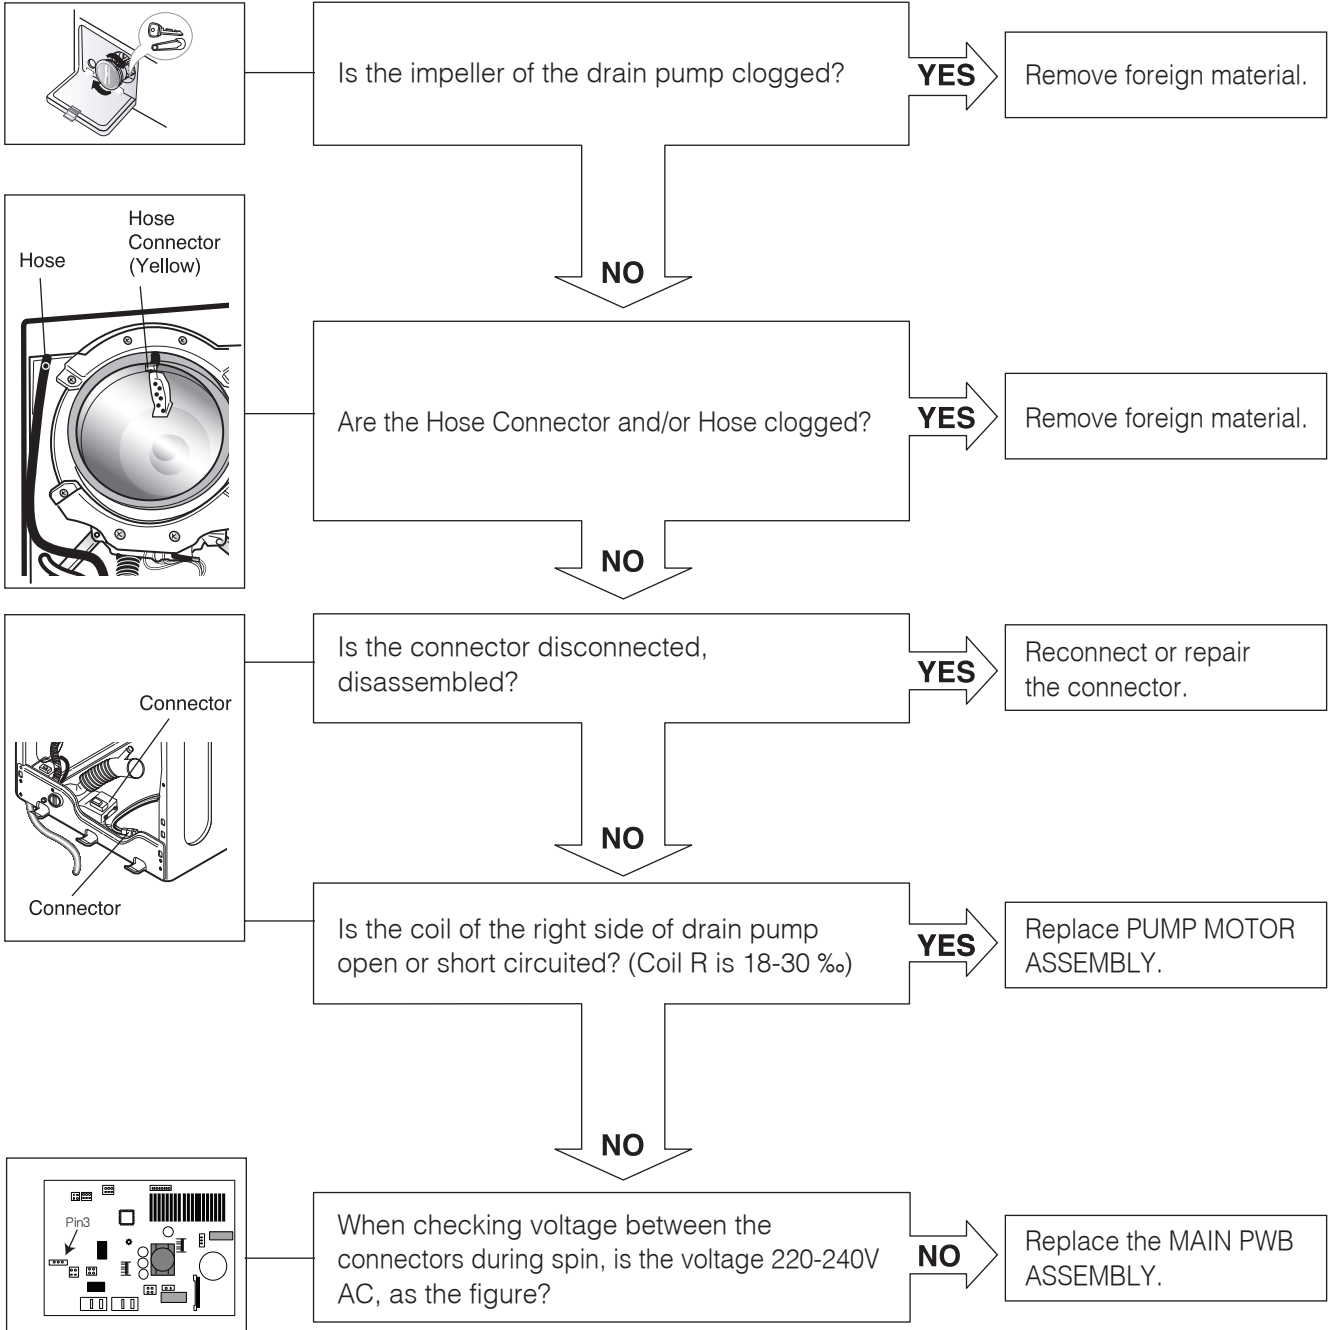 Is the impeller of the drain pump clogged?
YES
Remove foreign material.
NO
Hose
Hose
Connector
(Yellow)
Are the Hose Connector and/or Hose clogged?
YES
Remove foreign material.
NO
Connector
Connector
Is the connector disconnected,
disassembled?
YES
Reconnect or repair
the connector.
NO
Is the coil of the right side of drain pump
open or short circuited? (Coil R is 18-30 ‰)
YES
Replace PUMP MOTOR
ASSEMBLY.
NO
Pin3
When checking voltage between the
connectors during spin, is the voltage 220-240V
AC, as the figure?
NO
Replace the MAIN PWB
ASSEMBLY.